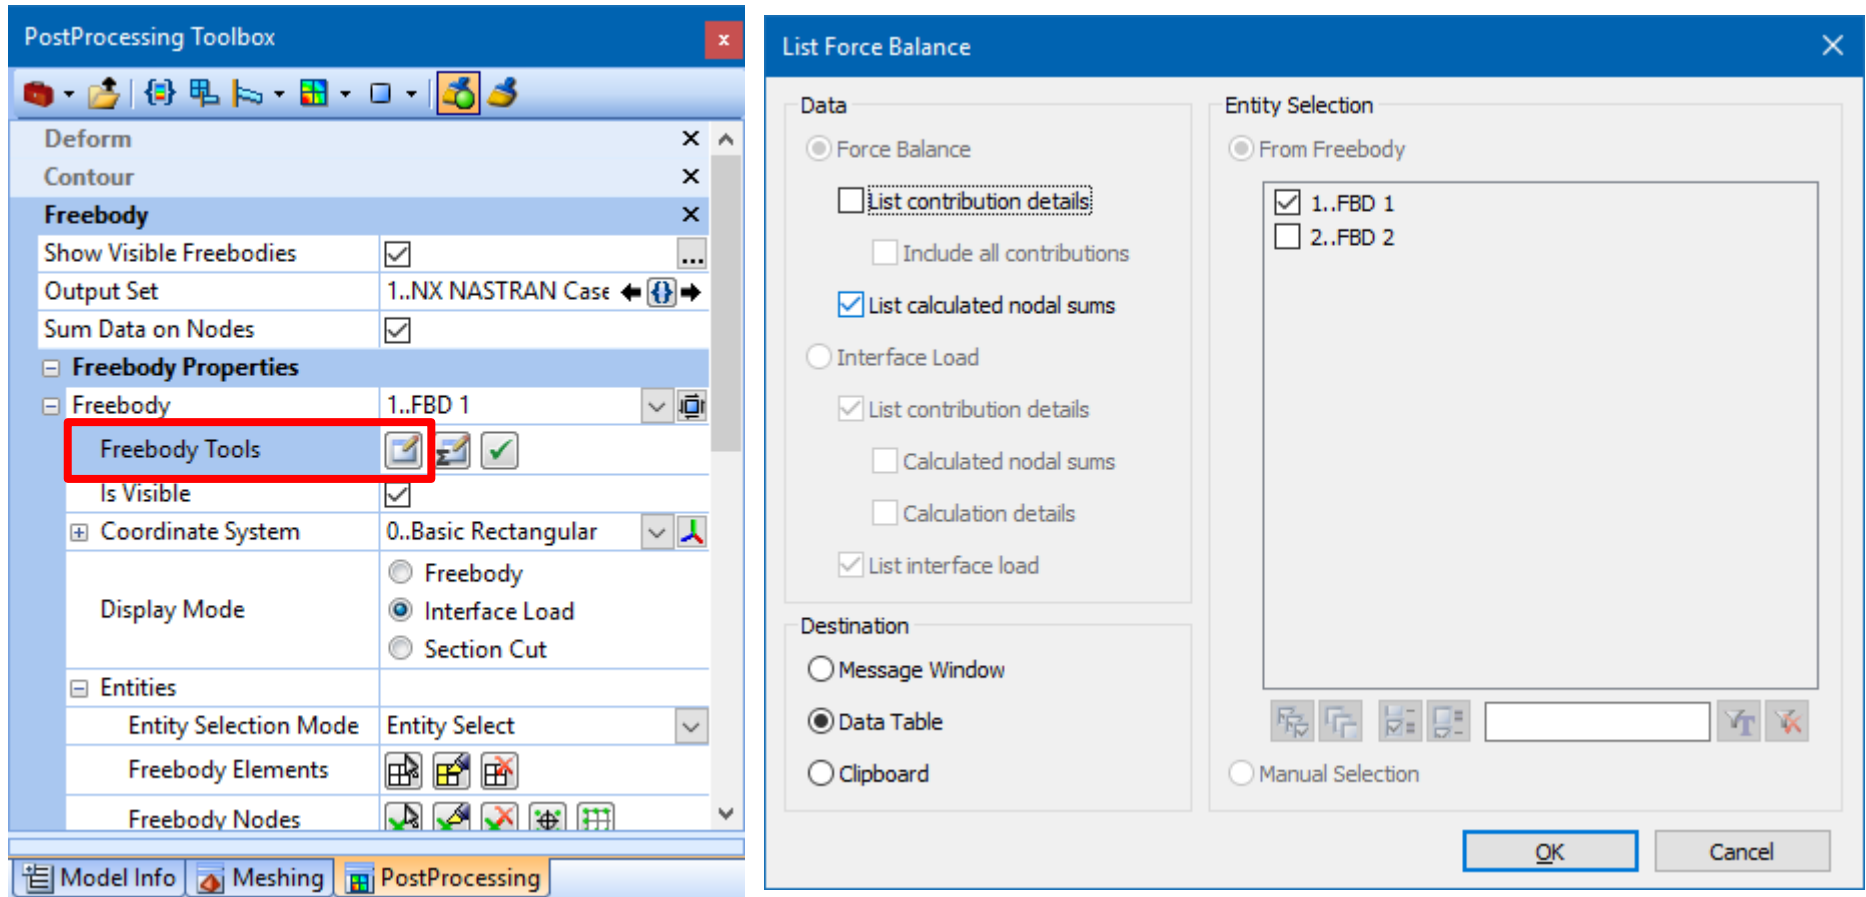 PostProcessing Toolbox
Deform
Contour
Freebody
Show Visible Freebodies
...
Output Set
1..NX NASTRAN Case
Sum Data on Nodes
Freebody Properties
Freebody
1..FBD 1
Freebody Tools
Is Visible
Coordinate System
0..Basic Rectangular
Display Mode
Freebody
Interface Load
Section Cut
Entities
Entity Selection Mode
Entity Select
Freebody Elements
Freebody Nodes
Model Info
Meshing
PostProcessing
List Force Balance
Data
Force Balance
List contribution details
Include all contributions
List calculated nodal sums
Interface Load
List contribution details
Calculated nodal sums
Calculation details
List interface load
Destination
Message Window
Data Table
Clipboard
Entity Selection
From Freebody
1..FBD 1
2..FBD 2
Manual Selection
OK
Cancel